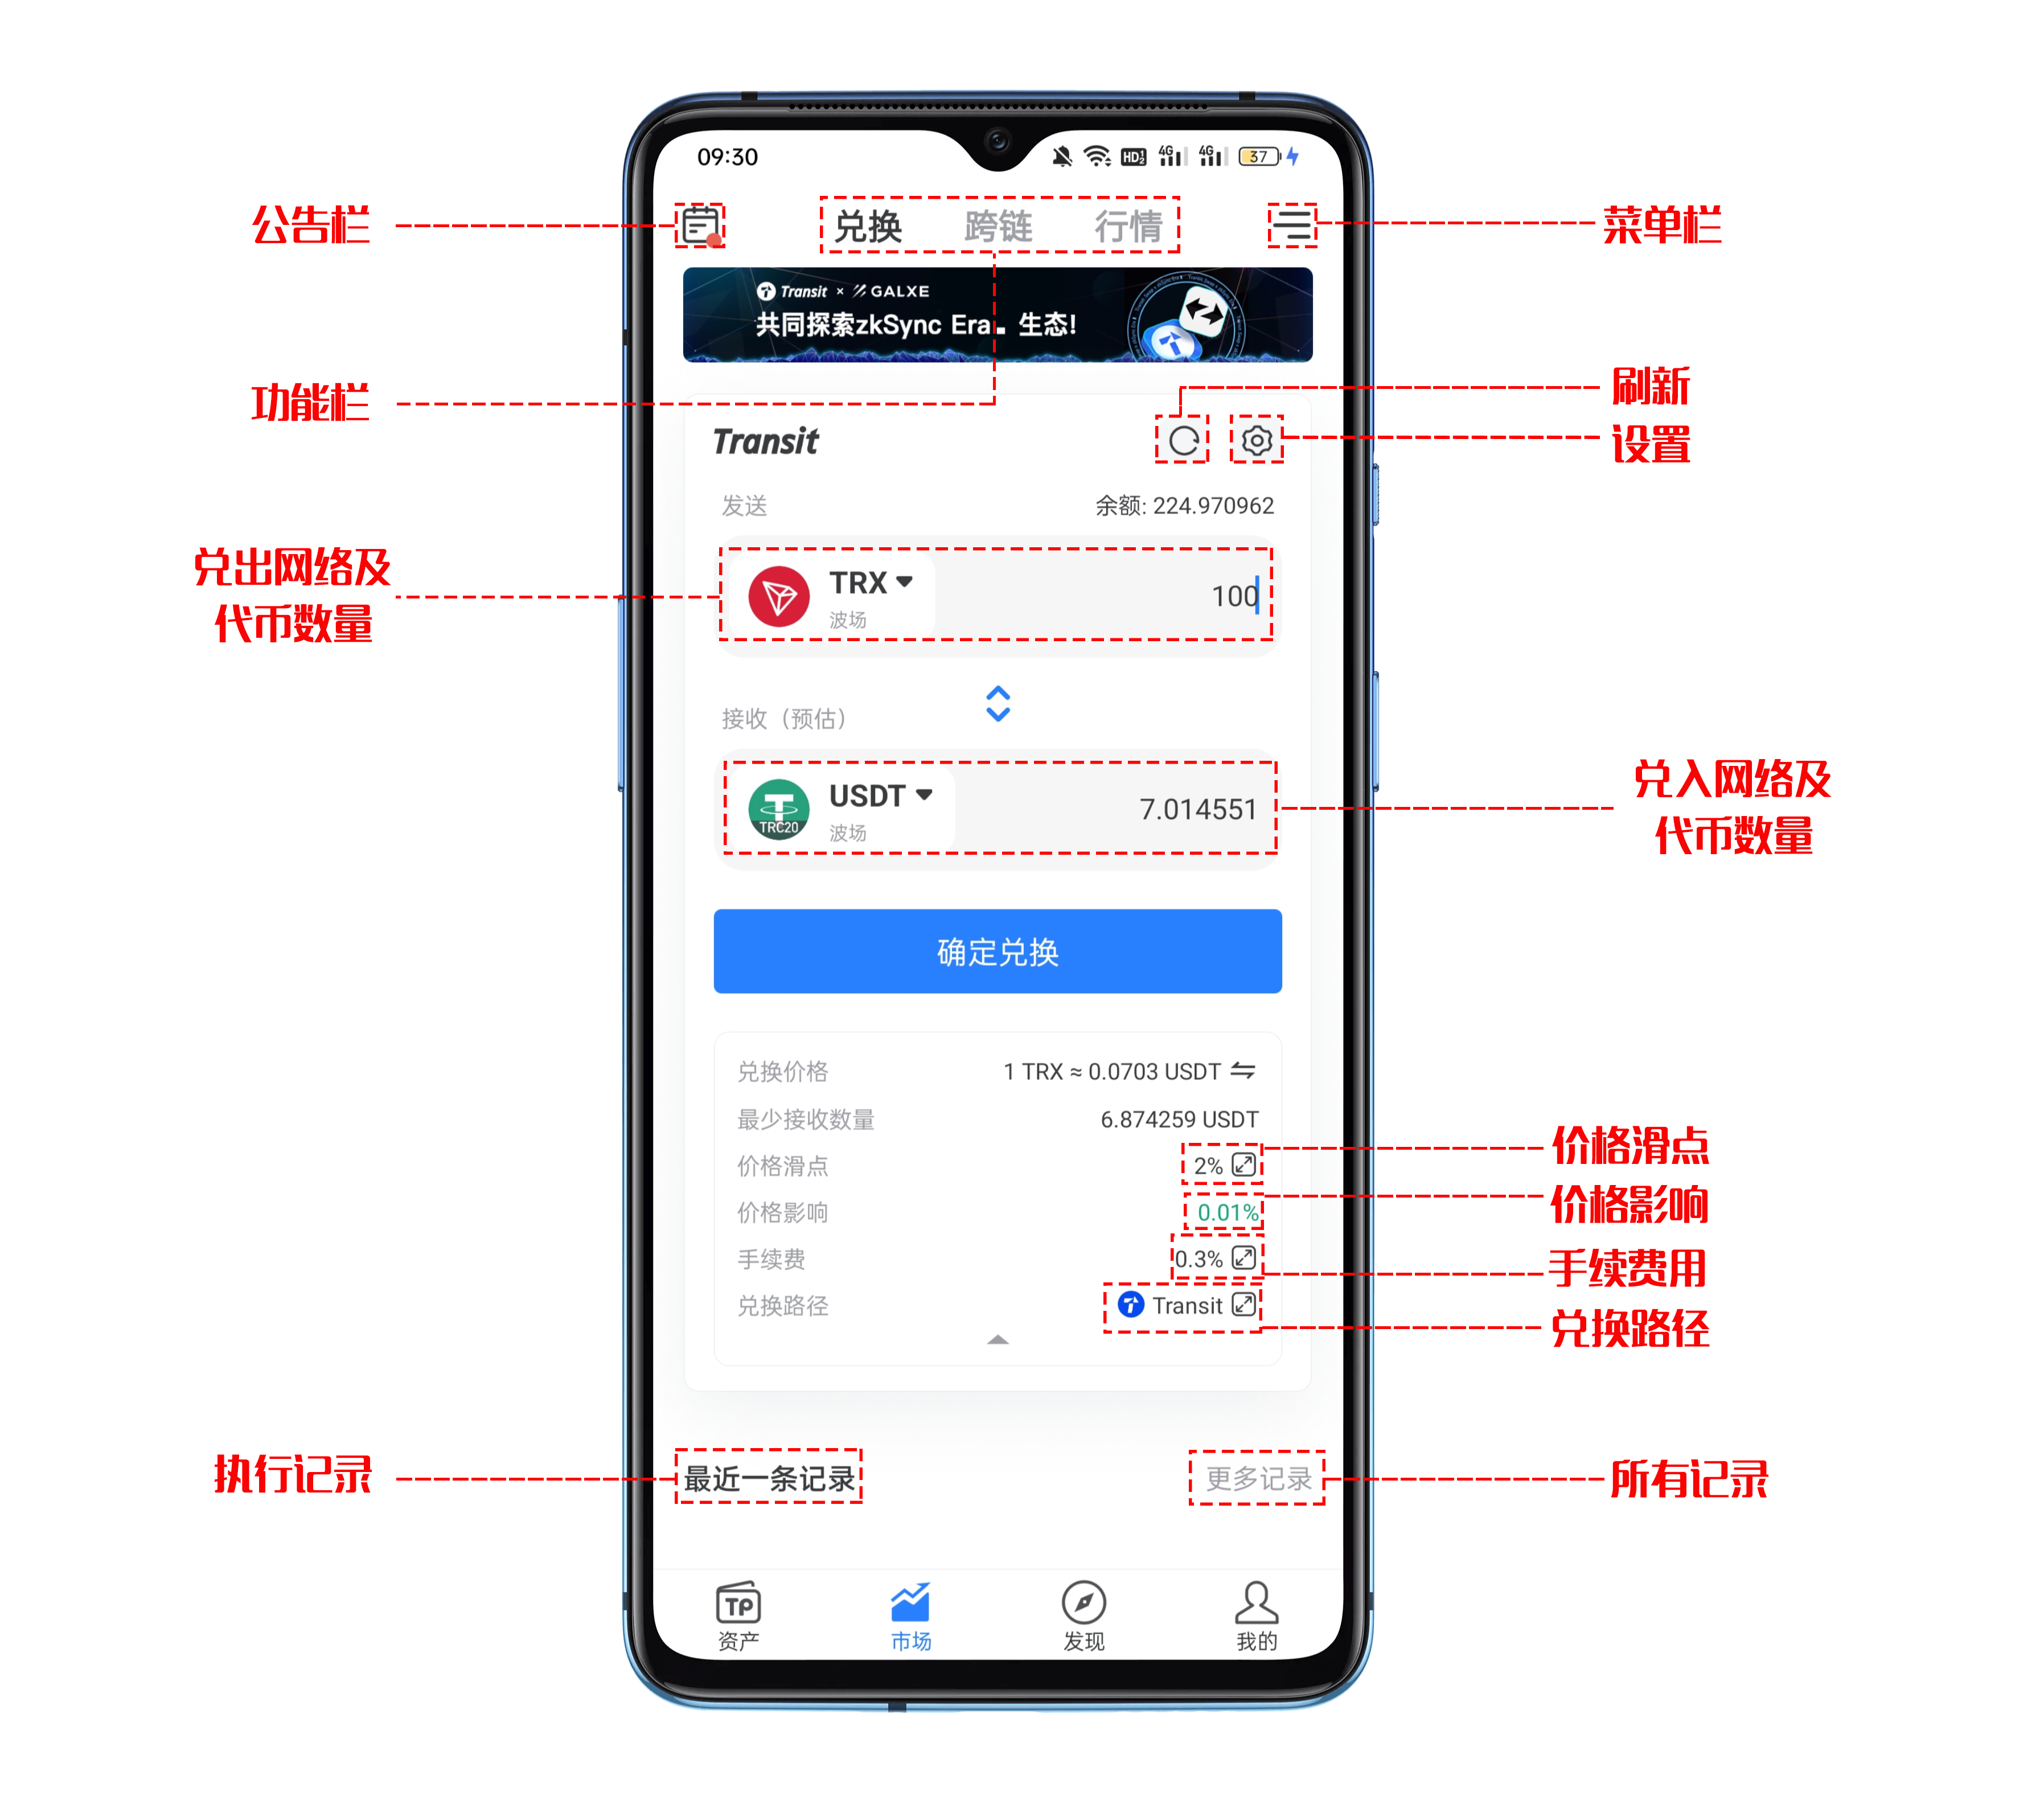 09:30
HD 1 2
4G
4G
37
公告栏
兑换
跨链
行情
菜单栏
Transit × GALXE
共同探索zkSync Era. 生态!
刷新
功能栏
Transit
设置
发送
余额: 224.970962
兑出网络及
代币数量
TRX
波场
100
接收（预估）
兑入网络及
代币数量
USDT
TRC20
波场
7.014551
确定兑换
兑换价格
1 TRX ≈ 0.0703 USDT
最少接收数量
6.874259 USDT
价格滑点
2%
价格滑点
价格影响
0.01%
价格影响
手续费
0.3%
手续费用
兑换路径
Transit
兑换路径
执行记录
最近一条记录
更多记录
所有记录
TP
资产
市场
发现
我的